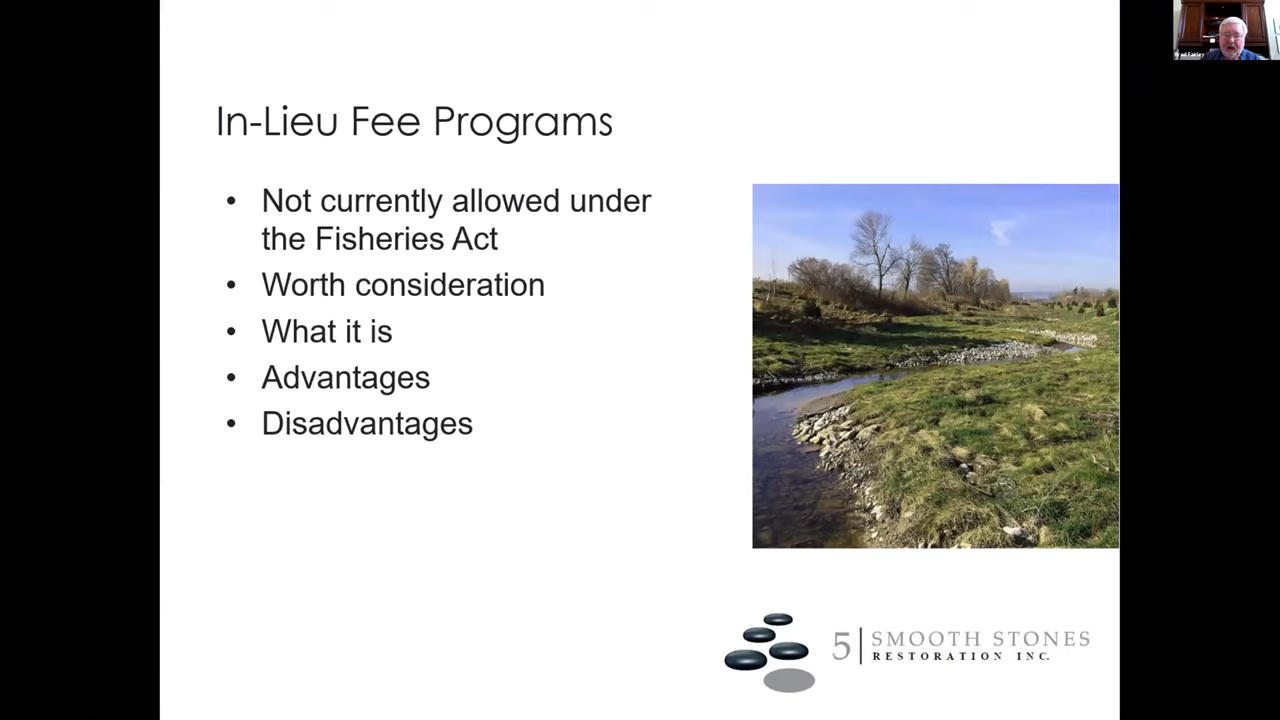 In-Lieu Fee Programs
• Not currently allowed under
the Fisheries Act
• Worth consideration
• What it is
• Advantages
• Disadvantages
5 | SMOOTH STONES
RESTORATION INC.